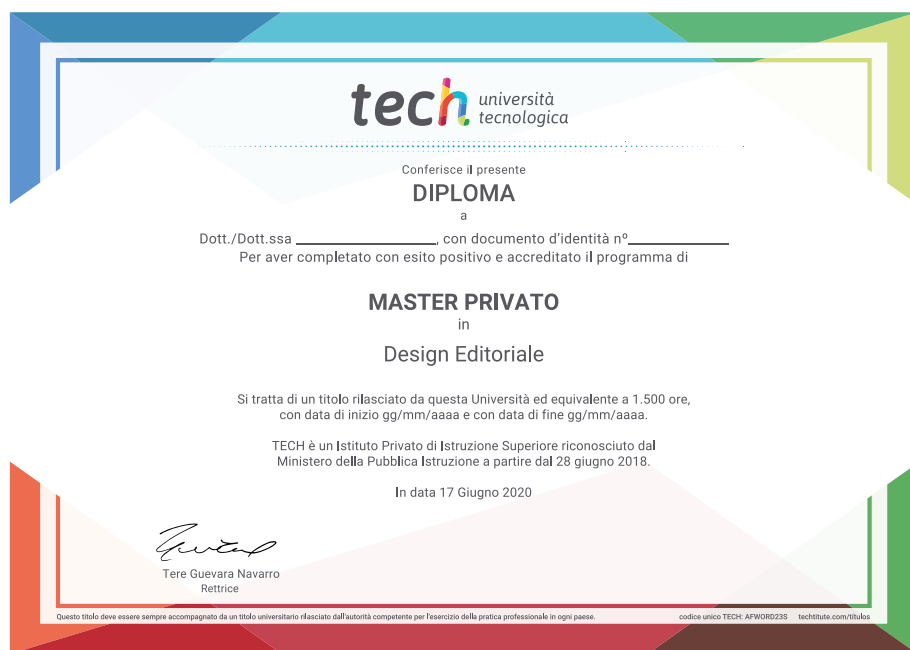 tech università
tecnologica
Conferisce il presente
DIPLOMA
a
Dott./Dott.ssa ________________, con documento d'identità nº____________
Per aver completato con esito positivo e accreditato il programma di
MASTER PRIVATO
in
Design Editoriale
Si tratta di un titolo rilasciato da questa Università ed equivalente a 1.500 ore,
con data di inizio gg/mm/aaaa e con data di fine gg/mm/aaaa.
TECH è un Istituto Privato di Istruzione Superiore riconosciuto dal
Ministero della Pubblica Istruzione a partire dal 28 giugno 2018.
In data 17 Giugno 2020
Tere Guevara Navarro
Rettrice
Questo titolo deve essere sempre accompagnato da un titolo universitario rilasciato dall'autorità competente per l'esercizio della pratica professionale in ogni paese. codice unico TECH: AFWORD23S techtitute.com/titulos